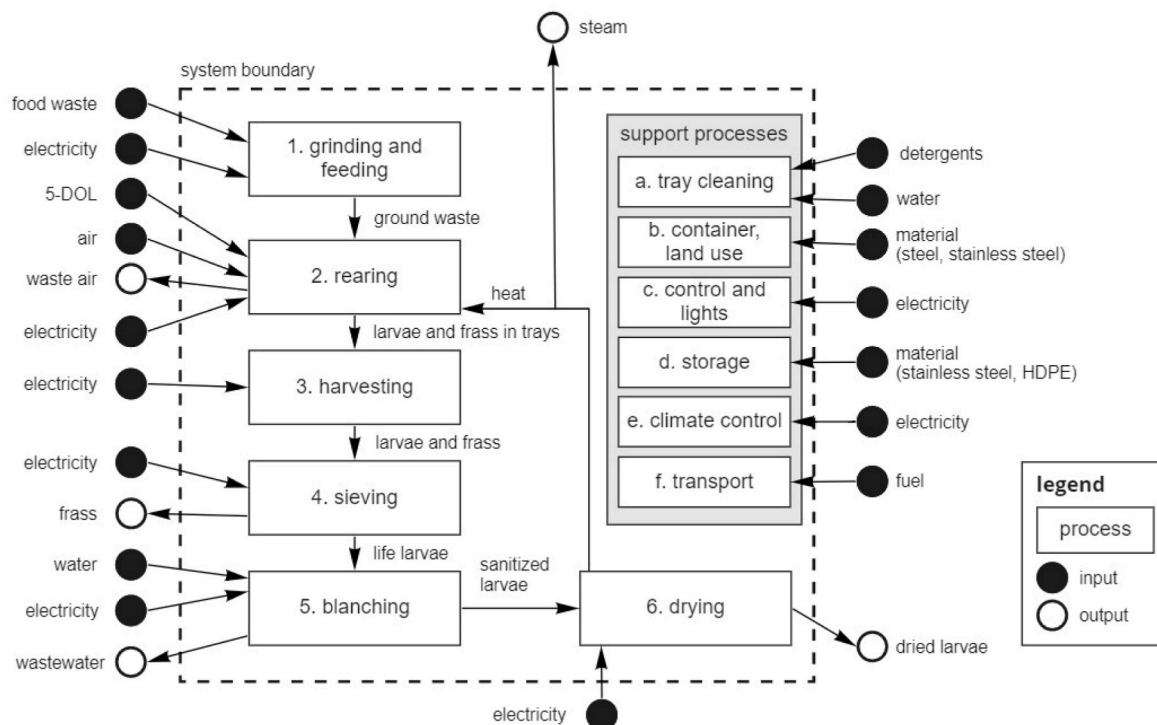 steam
system boundary
food waste
electricity
5-DOL
air
waste air
electricity
electricity
electricity
frass
water
electricity
wastewater
1. grinding and
feeding
ground waste
2. rearing
heat
larvae and frass in trays
3. harvesting
larvae and frass
4. sieving
life larvae
5. blanching
sanitized
larvae
6. drying
electricity
dried larvae
support processes
a. tray cleaning
b. container,
land use
c. control and
lights
d. storage
e. climate control
f. transport
detergents
water
material
(steel, stainless steel)
electricity
material
(stainless steel, HDPE)
electricity
fuel
legend
process
input
output